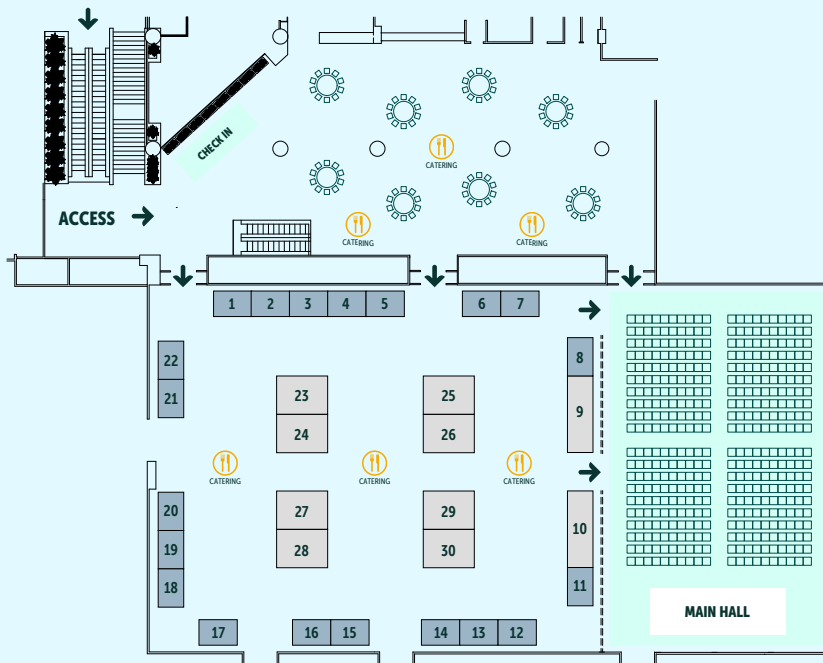 CHECK IN
CATERING
ACCESS
CATERING
CATERING
1 2 3 4 5 6 7
22
8
21
23
25
9
24
26
CATERING
CATERING
CATERING
20
27
29
10
19
28
30
18
11
17
16 15
14 13 12
MAIN HALL